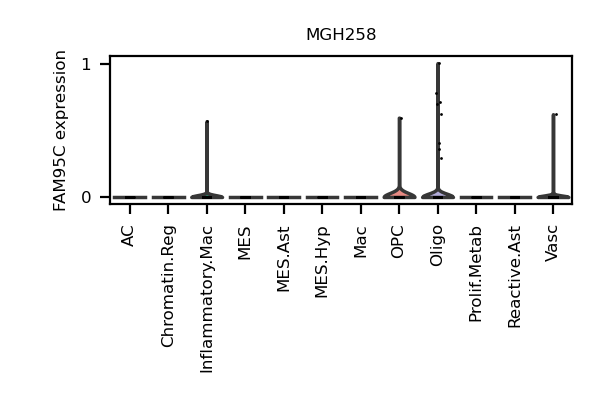 MGH258
FAM95C expression
1
0
AC
Chromatin.Reg
Inflammatory.Mac
MES
MES.Ast
MES.Hyp
Mac
OPC
Oligo
Prolif.Metab
Reactive.Ast
Vasc